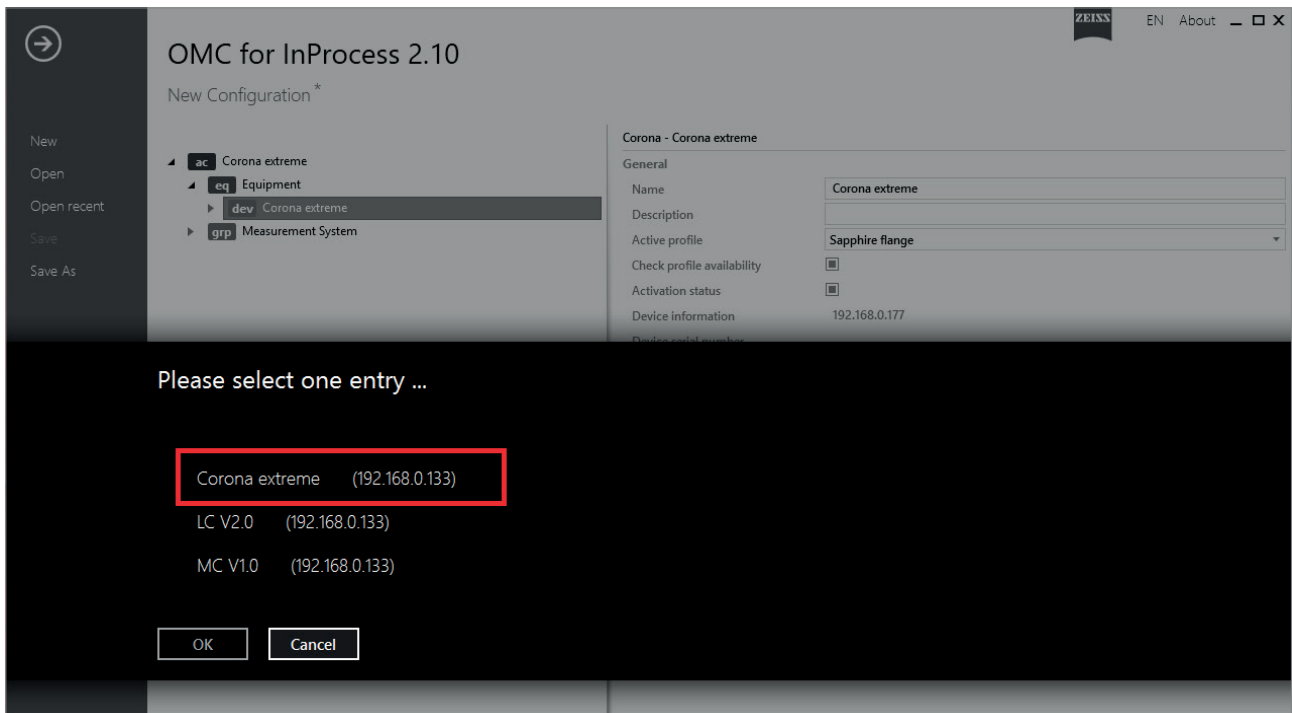 ZEISS EN About
OMC for InProcess 2.10
New Configuration *
New
Open
Open recent
Save
Save As
ac Corona extreme
eq Equipment
dev Corona extreme
grp Measurement System
Corona - Corona extreme
General
Name Corona extreme
Description
Active profile Sapphire flange
Check profile availability
Activation status
Device information 192.168.0.177
Device serial number
Please select one entry ...
Corona extreme (192.168.0.133)
LC V2.0 (192.168.0.133)
MC V1.0 (192.168.0.133)
OK Cancel